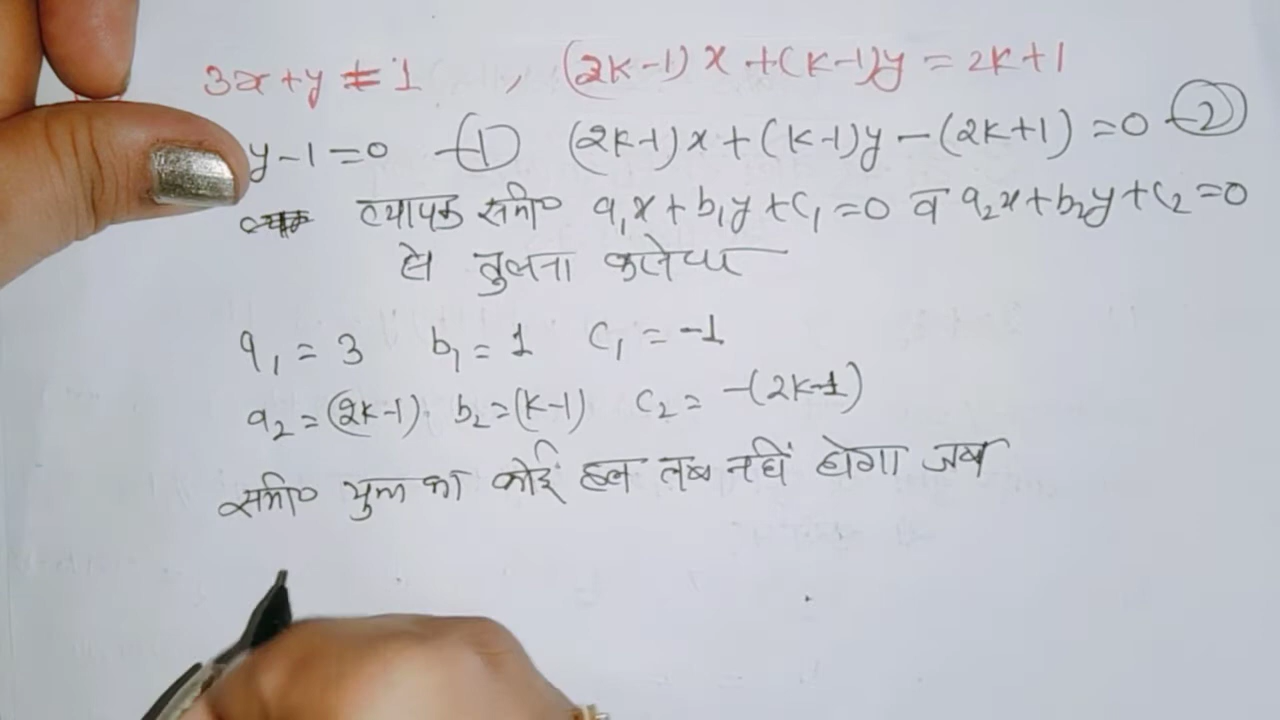 3x+y = 1 , (2k-1)x+(k-1)y = 2k+1
y-1=0 -① (2k-1)x+(k-1)y-(2k+1)=0 -②
व्यापक समी० a₁x+b₁y+c₁=0 व a₂x+b₂y+c₂=0
से तुलना करने पर
a₁ = 3 b₁ = 1 c₁ = -1
a₂ = (2k-1) b₂ = (k-1) c₂ = -(2k-1)
समी० युग्म का कोई हल तब नहीं होगा जब